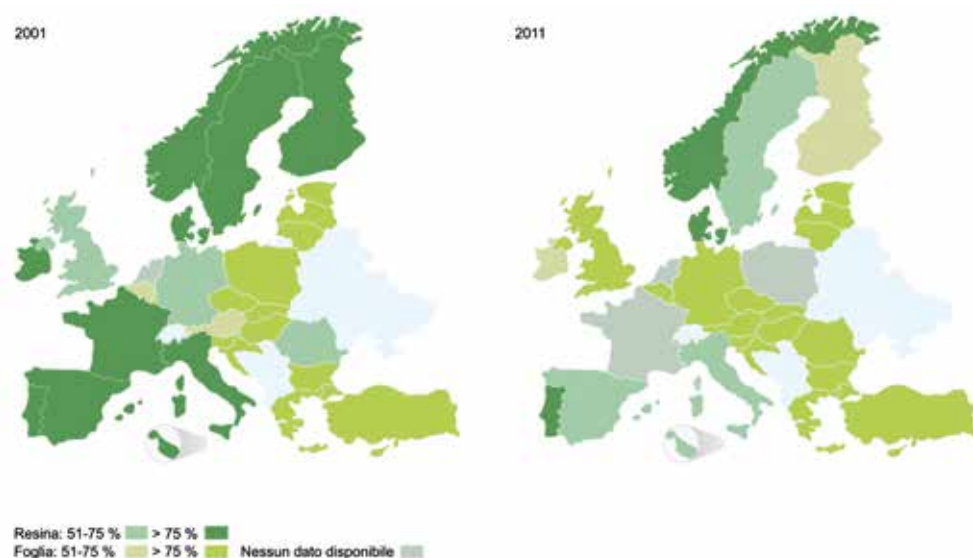 2001
2011
Resina: 51-75 % > 75 %
Foglia: 51-75 % > 75 % Nessun dato disponibile